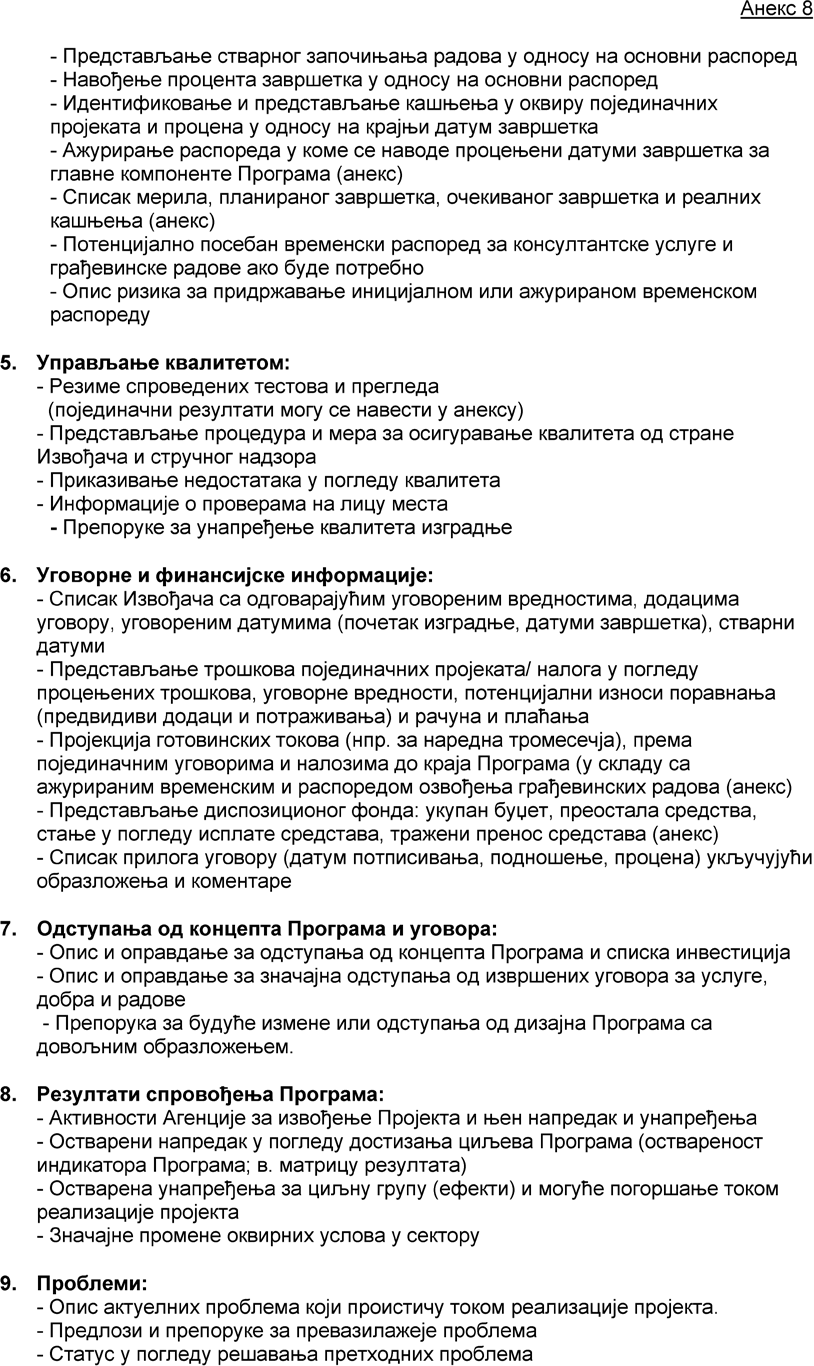 Анекс 8
- Представљање стварног започињања радова у односу на основни распоред
- Навођење процента завршетка у односу на основни распоред
- Идентификовање и представљање кашњења у оквиру појединачних
пројеката и процена у односу на крајњи датум завршетка
- Ажурирање распореда у коме се наводе процењени датуми завршетка за
главне компоненте Програма (анекс)
- Списак мерила, планираног завршетка, очекиваног завршетка и реалних
кашњења (анекс)
- Потенцијално посебан временски распоред за консултантске услуге и
грађевинске радове ако буде потребно
- Опис ризика за придржавање иницијалном или ажурираном временском
распореду
5. Управљање квалитетом:
- Резиме спроведених тестова и прегледа
(појединачни резултати могу се навести у анексу)
- Представљање процедура и мера за осигуравање квалитета од стране
Извођача и стручног надзора
- Приказивање недостатака у погледу квалитета
- Информације о проверама на лицу места
- Препоруке за унапређење квалитета изградње
6. Уговорне и финансијске информације:
- Списак Извођача са одговарајућим уговореним вредностима, додацима
уговору, уговореним датумима (почетак изградње, датуми завршетка), стварни
датуми
- Представљање трошкова појединачних пројеката/ налога у погледу
процењених трошкова, уговорне вредности, потенцијални износи поравнања
(предвидиви додаци и потраживања) и рачуна и плаћања
- Пројекција готовинских токова (нпр. за наредна тромесечја), према
појединачним уговорима и налозима до краја Програма (у складу са
ажурираним временским и распоредом озвођења грађевинских радова (анекс)
- Представљање диспозиционог фонда: укупан буџет, преостала средства,
стање у погледу исплате средстава, тражени пренос средстава (анекс)
- Списак прилога уговору (датум потписивања, подношење, процена) укључујући
образложења и коментаре
7. Одступања од концепта Програма и уговора:
- Опис и оправдање за одступања од концепта Програма и списка инвестиција
- Опис и оправдање за значајна одступања од извршених уговора за услуге,
добра и радове
- Препорука за будуће измене или одступања од дизајна Програма са
довољним образложењем.
8. Резултати спровођења Програма:
- Активности Агенције за извођење Пројекта и њен напредак и унапређења
- Остварени напредак у погледу достизања циљева Програма (оствареност
индикатора Програма; в. матрицу резултата)
- Остварена унапређења за циљну групу (ефекти) и могуће погоршање током
реализације пројекта
- Значајне промене оквирних услова у сектору
9. Проблеми:
- Опис актуелних проблема који проистичу током реализације пројекта.
- Предлози и препоруке за превазилажеје проблема
- Статус у погледу решавања претходних проблема